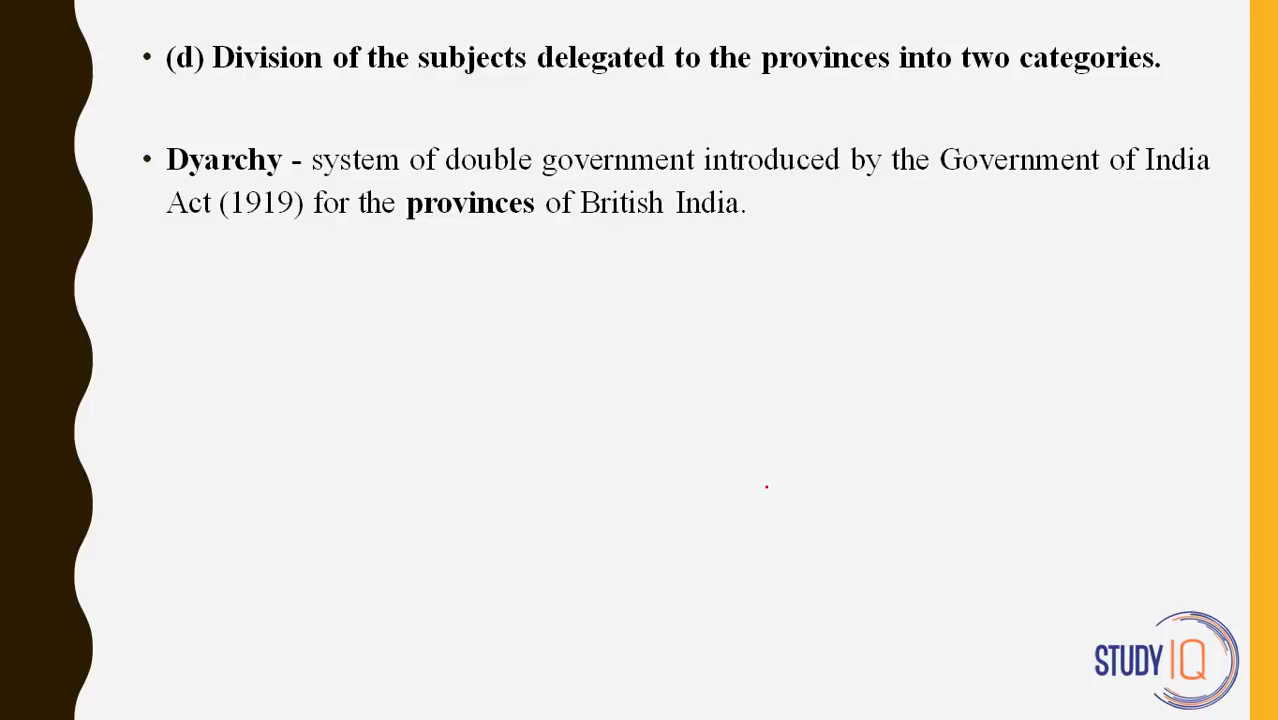 • (d) Division of the subjects delegated to the provinces into two categories.
• Dyarchy - system of double government introduced by the Government of India
Act (1919) for the provinces of British India.
STUDY IQ